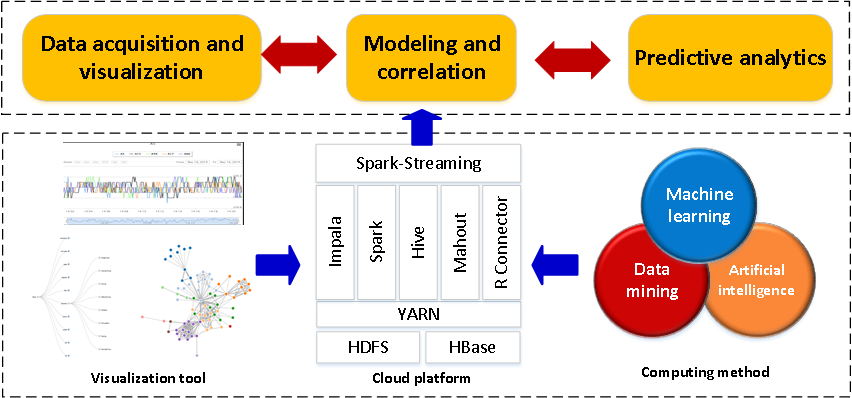 Data acquisition and
visualization
Modeling and
correlation
Predictive analytics
Spark-Streaming
Impala
Spark
Hive
Mahout
R Connector
YARN
HDFS
HBase
Machine
learning
Data
mining
Artificial
intelligence
Visualization tool
Cloud platform
Computing method